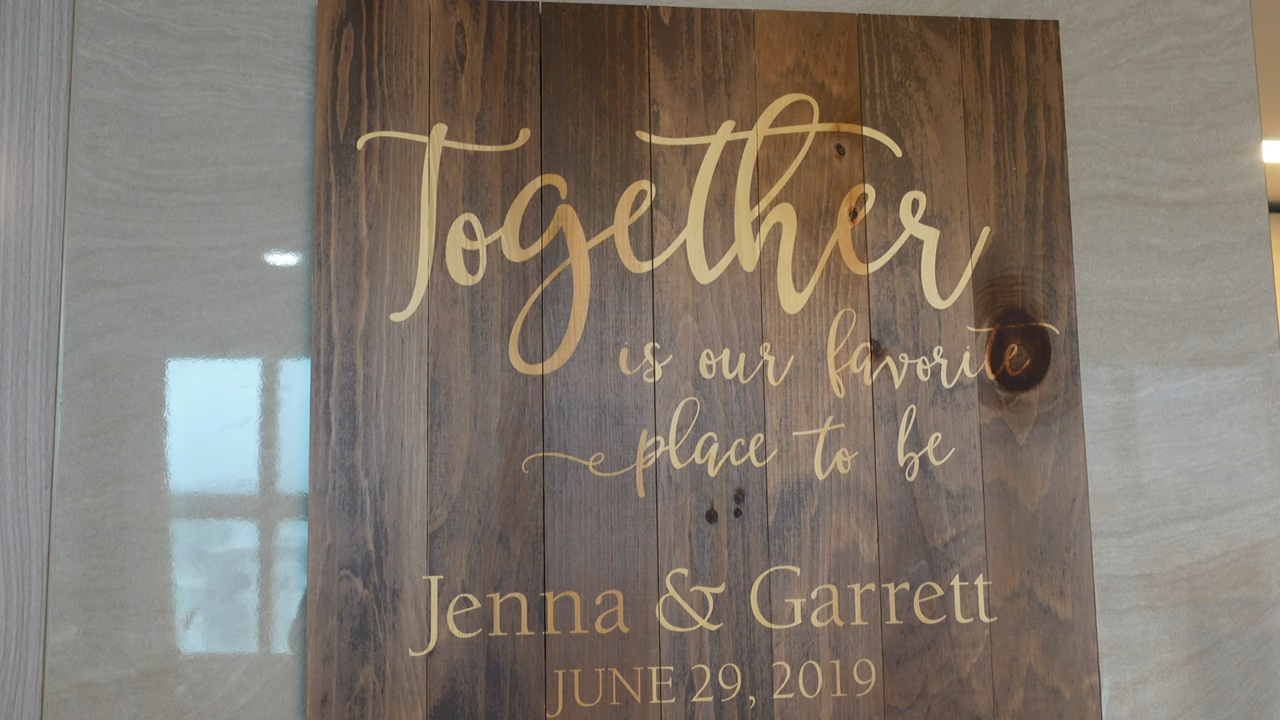 Together
is our favorite
place to be
Jenna & Garrett
JUNE 29, 2019